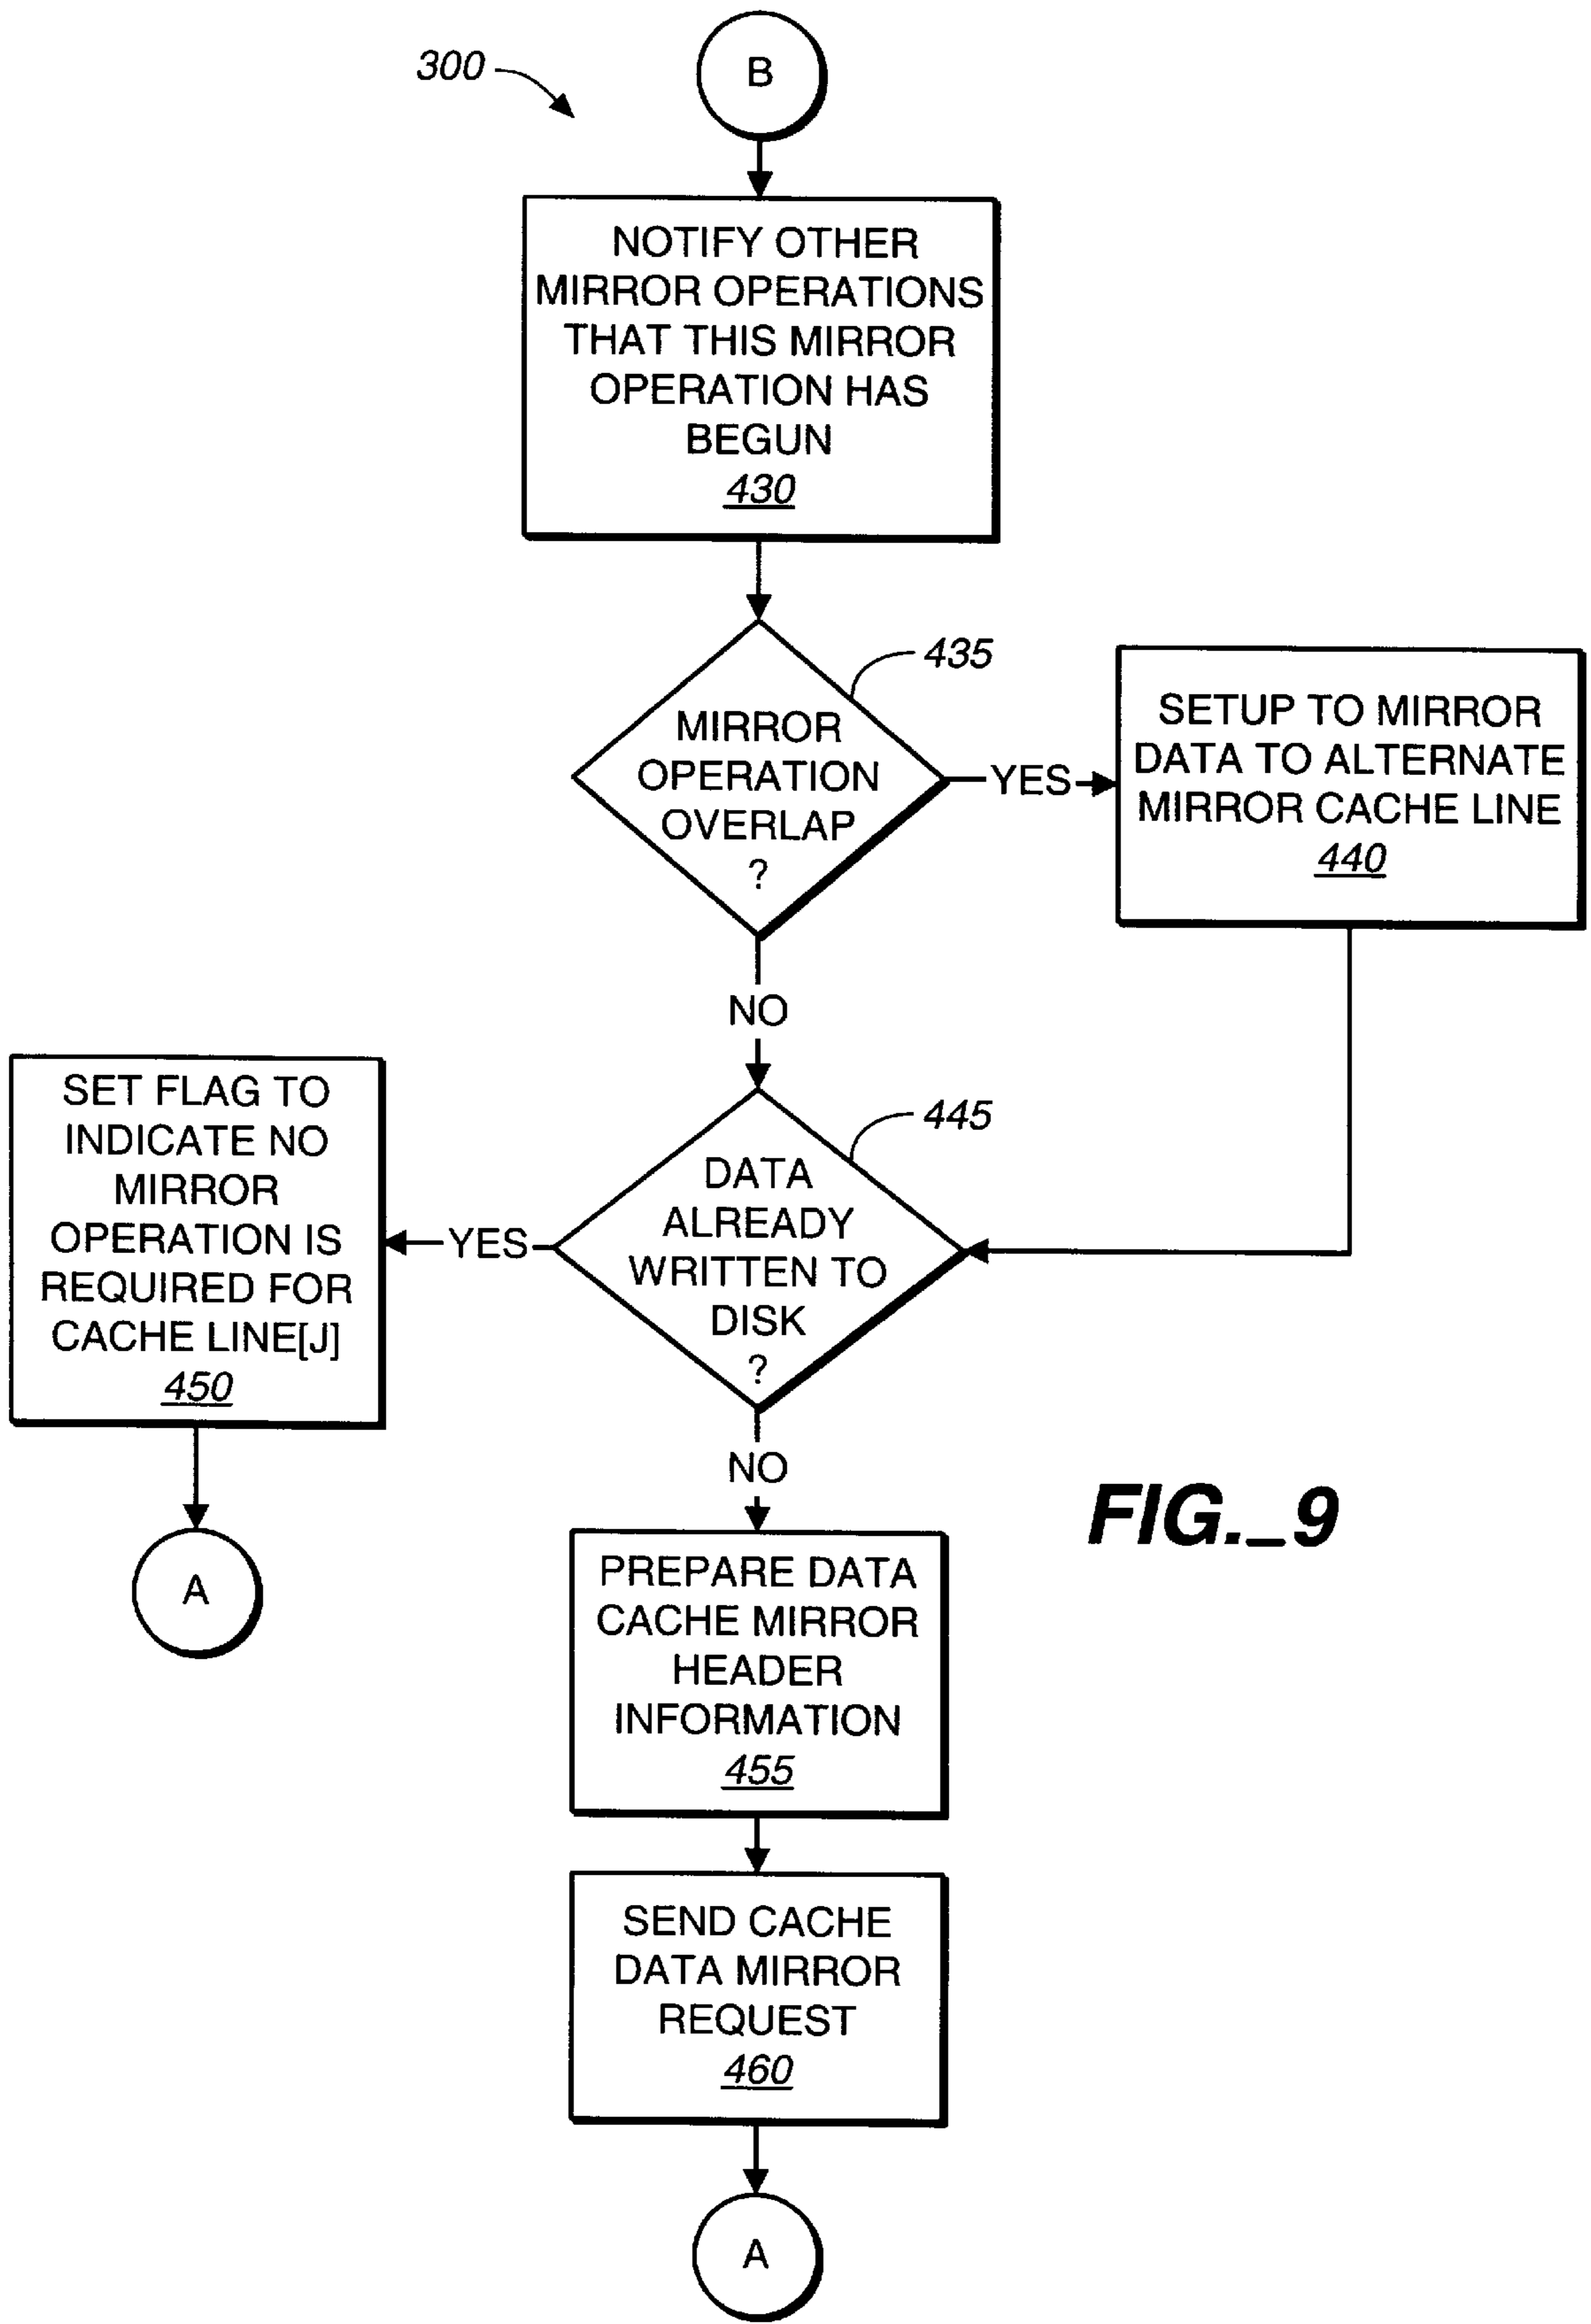 300
B
NOTIFY OTHER
MIRROR OPERATIONS
THAT THIS MIRROR
OPERATION HAS
BEGUN
430
435
MIRROR
OPERATION
OVERLAP
?
YES
SETUP TO MIRROR
DATA TO ALTERNATE
MIRROR CACHE LINE
440
NO
445
DATA
ALREADY
WRITTEN TO
DISK
?
YES
SET FLAG TO
INDICATE NO
MIRROR
OPERATION IS
REQUIRED FOR
CACHE LINE[J]
450
A
NO
FIG._9
PREPARE DATA
CACHE MIRROR
HEADER
INFORMATION
455
SEND CACHE
DATA MIRROR
REQUEST
460
A